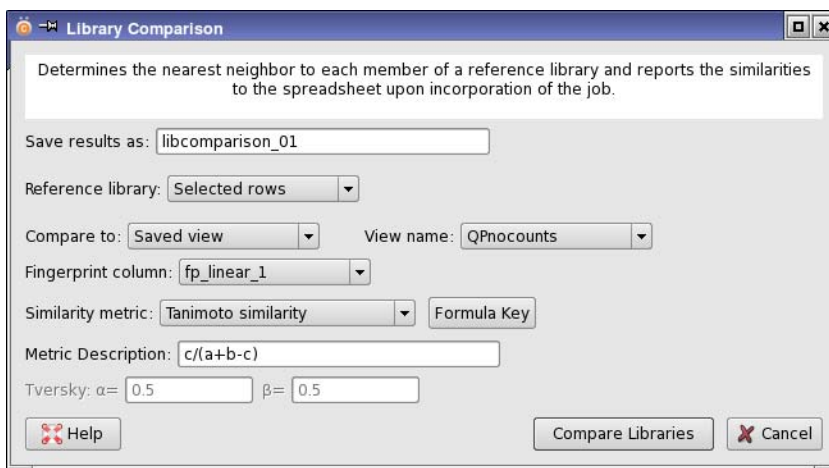 Library Comparison
Determines the nearest neighbor to each member of a reference library and reports the similarities
to the spreadsheet upon incorporation of the job.
Save results as: libcomparison_01
Reference library: Selected rows
Compare to: Saved view View name: QPnocounts
Fingerprint column: fp_linear_1
Similarity metric: Tanimoto similarity Formula Key
Metric Description: c/(a+b-c)
Tversky: α= 0.5 β= 0.5
Help Compare Libraries Cancel